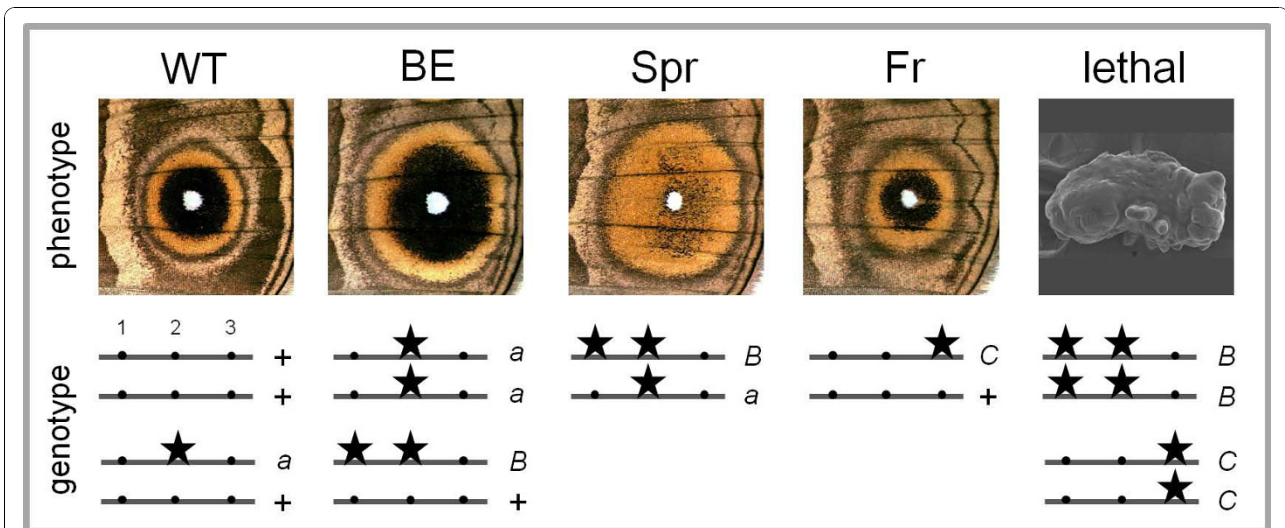 WT BE Spr Fr lethal
phenotype
genotype
1 2 3
+ a B C B
+ a a + B
a B C
+ + C